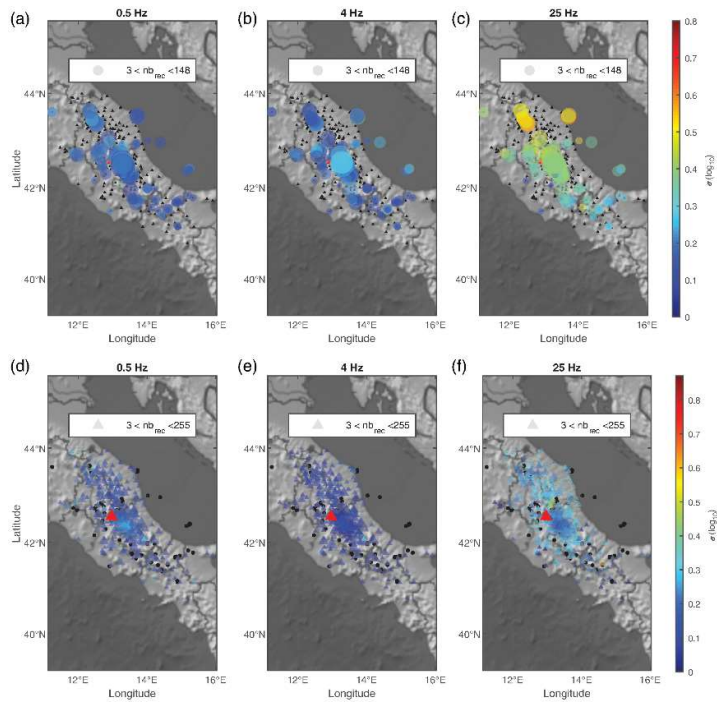 (a) 0.5 Hz (b) 4 Hz (c) 25 Hz
3 < nb_rec <148 3 < nb_rec <148 3 < nb_rec <148
44°N
42°N
40°N
Latitude
12°E 14°E 16°E 12°E 14°E 16°E 12°E 14°E 16°E
Longitude Longitude Longitude
0.8
0.7
0.6
0.5
0.4
0.3
0.2
0.1
0
σ (log10)
(d) 0.5 Hz (e) 4 Hz (f) 25 Hz
3 < nb_rec <255 3 < nb_rec <255 3 < nb_rec <255
44°N
42°N
40°N
Latitude
12°E 14°E 16°E 12°E 14°E 16°E 12°E 14°E 16°E
Longitude Longitude Longitude
0.8
0.7
0.6
0.5
0.4
0.3
0.2
0.1
0
σ (log10)